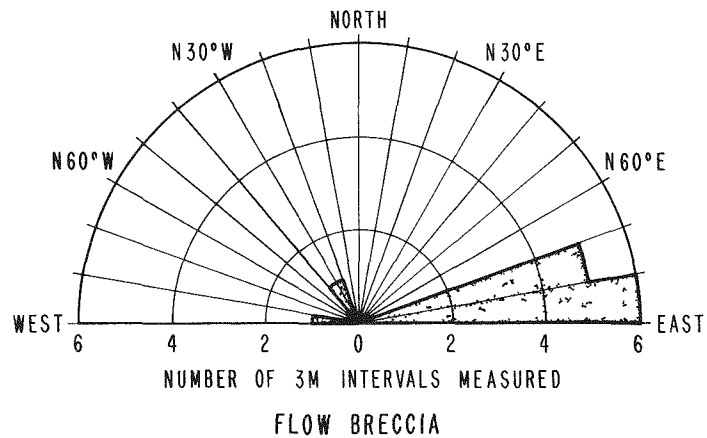 NORTH
N30°W
N30°E
N60°W
N60°E
WEST
EAST
6 4 2 0 2 4 6
NUMBER OF 3M INTERVALS MEASURED
FLOW BRECCIA